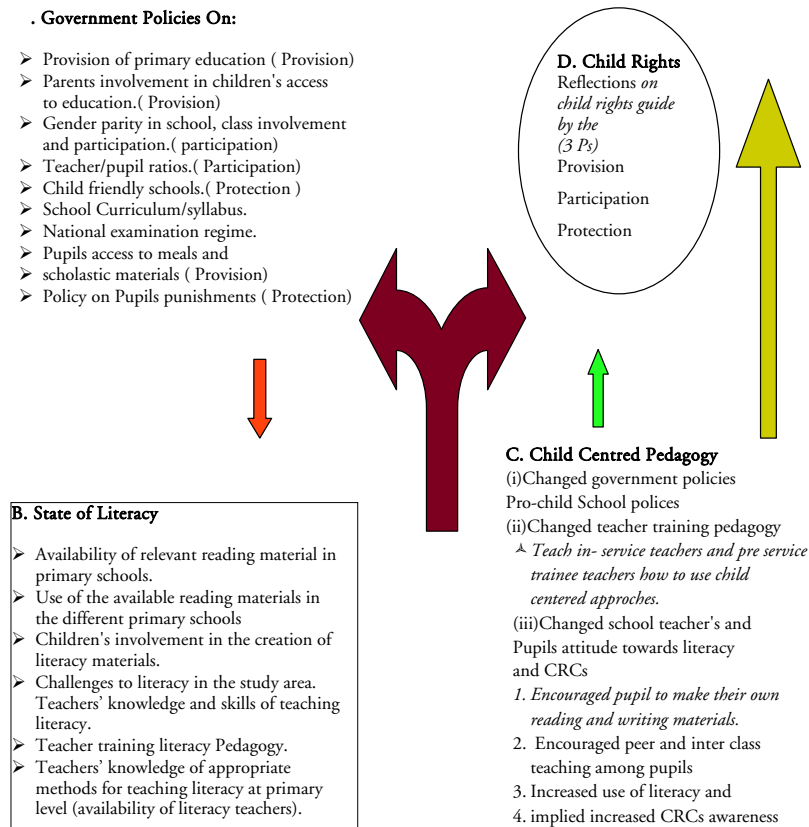 . Government Policies On:
➢ Provision of primary education ( Provision)
➢ Parents involvement in children's access
to education.( Provision)
➢ Gender parity in school, class involvement
and participation.( participation)
➢ Teacher/pupil ratios.( Participation)
➢ Child friendly schools.( Protection )
➢ School Curriculum/syllabus.
➢ National examination regime.
➢ Pupils access to meals and
➢ scholastic materials ( Provision)
➢ Policy on Pupils punishments ( Protection)
D. Child Rights
Reflections on
child rights guide
by the
(3 Ps)
Provision
Participation
Protection
B. State of Literacy
➢ Availability of relevant reading material in
primary schools.
➢ Use of the available reading materials in
the different primary schools
➢ Children's involvement in the creation of
literacy materials.
➢ Challenges to literacy in the study area.
Teachers’ knowledge and skills of teaching
literacy.
➢ Teacher training literacy Pedagogy.
➢ Teachers’ knowledge of appropriate
methods for teaching literacy at primary
level (availability of literacy teachers).
C. Child Centred Pedagogy
(i)Changed government policies
Pro-child School polices
(ii)Changed teacher training pedagogy
Teach in- service teachers and pre service
trainee teachers how to use child
centered approches.
(iii)Changed school teacher's and
Pupils attitude towards literacy
and CRCs
1. Encouraged pupil to make their own
reading and writing materials.
2. Encouraged peer and inter class
teaching among pupils
3. Increased use of literacy and
4. implied increased CRCs awareness